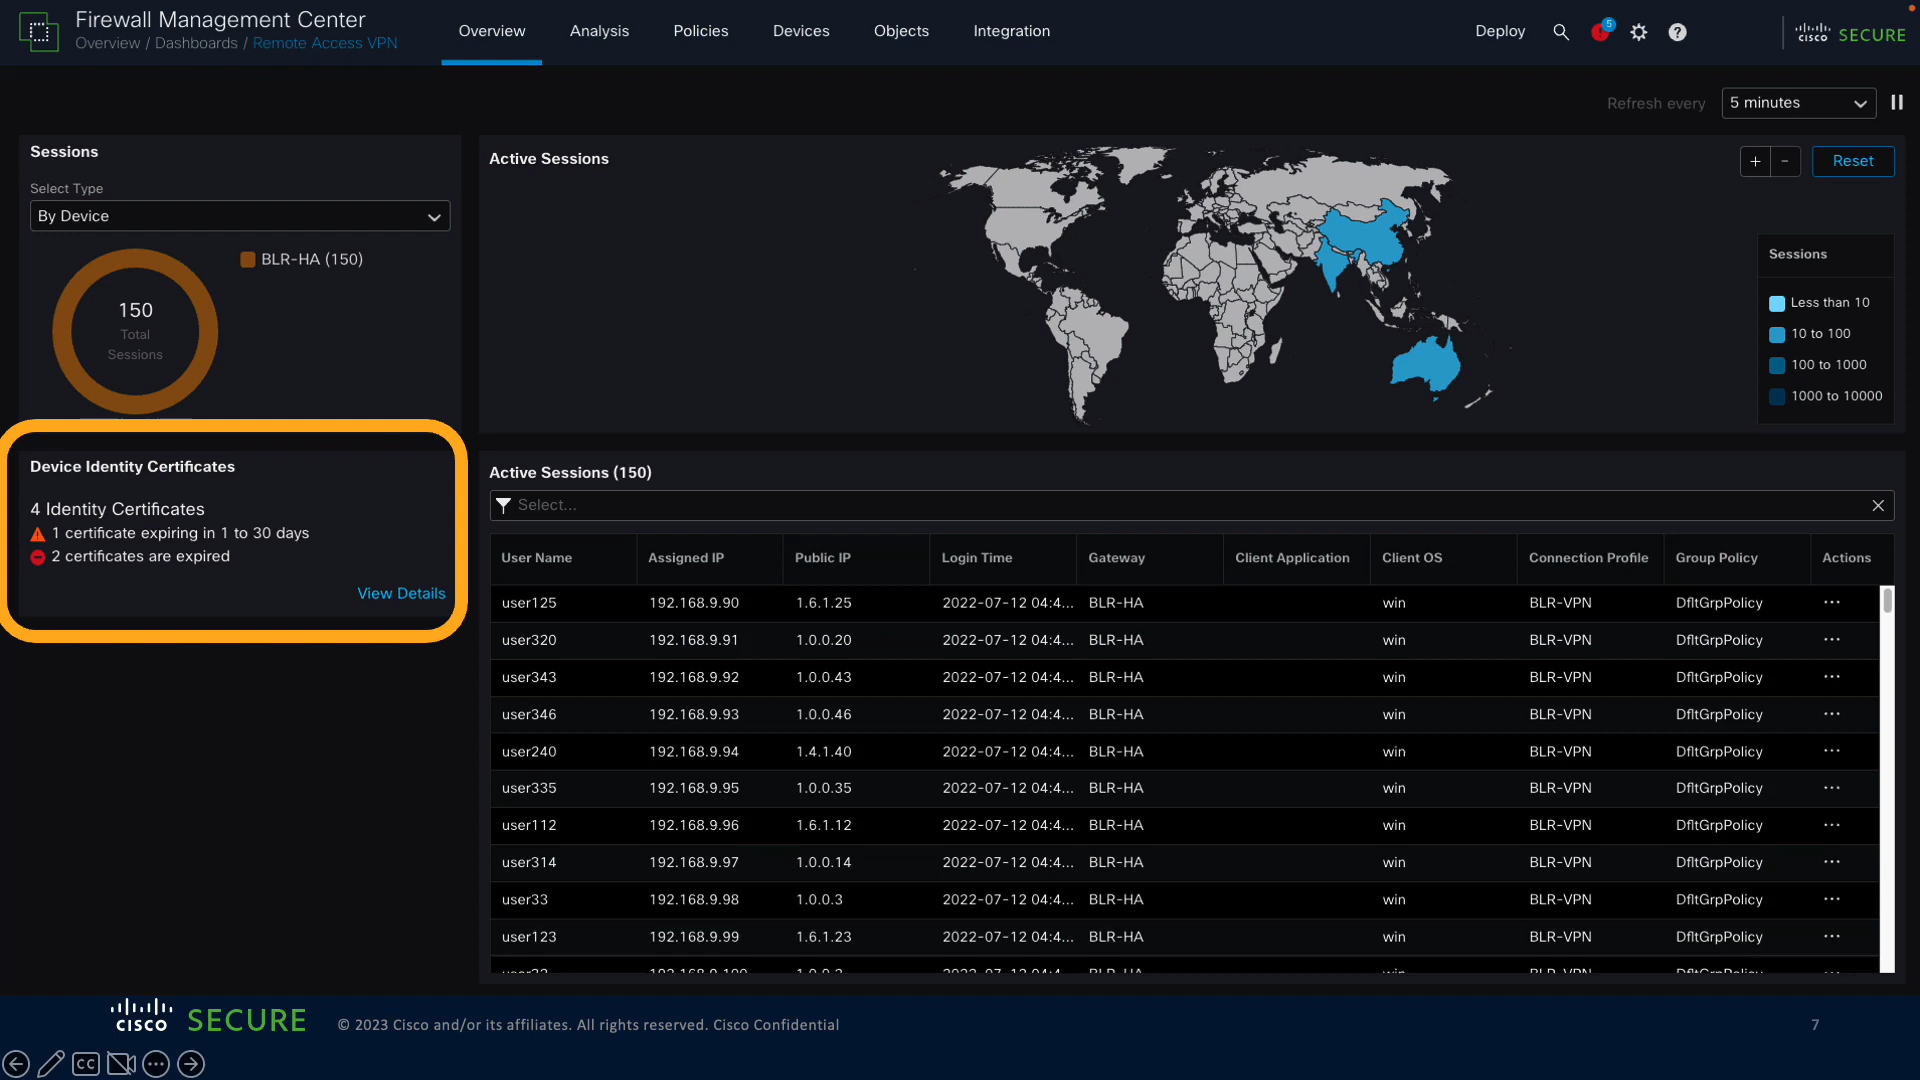 Firewall Management Center
Overview / Dashboards / Remote Access VPN
Overview Analysis Policies Devices Objects Integration
Deploy 5 ? cisco SECURE
Refresh every 5 minutes
Sessions
Select Type
By Device
BLR-HA (150)
150
Total
Sessions
Active Sessions
+ - Reset
Sessions
Less than 10
10 to 100
100 to 1000
1000 to 10000
Device Identity Certificates
4 Identity Certificates
1 certificate expiring in 1 to 30 days
2 certificates are expired
View Details
Active Sessions (150)
Select...
User Name Assigned IP Public IP Login Time Gateway Client Application Client OS Connection Profile Group Policy Actions
user125 192.168.9.90 1.6.1.25 2022-07-12 04:4... BLR-HA win BLR-VPN DfltGrpPolicy ...
user320 192.168.9.91 1.0.0.20 2022-07-12 04:4... BLR-HA win BLR-VPN DfltGrpPolicy ...
user343 192.168.9.92 1.0.0.43 2022-07-12 04:4... BLR-HA win BLR-VPN DfltGrpPolicy ...
user346 192.168.9.93 1.0.0.46 2022-07-12 04:4... BLR-HA win BLR-VPN DfltGrpPolicy ...
user240 192.168.9.94 1.4.1.40 2022-07-12 04:4... BLR-HA win BLR-VPN DfltGrpPolicy ...
user335 192.168.9.95 1.0.0.35 2022-07-12 04:4... BLR-HA win BLR-VPN DfltGrpPolicy ...
user112 192.168.9.96 1.6.1.12 2022-07-12 04:4... BLR-HA win BLR-VPN DfltGrpPolicy ...
user314 192.168.9.97 1.0.0.14 2022-07-12 04:4... BLR-HA win BLR-VPN DfltGrpPolicy ...
user33 192.168.9.98 1.0.0.3 2022-07-12 04:4... BLR-HA win BLR-VPN DfltGrpPolicy ...
user123 192.168.9.99 1.6.1.23 2022-07-12 04:4... BLR-HA win BLR-VPN DfltGrpPolicy ...
cisco SECURE © 2023 Cisco and/or its affiliates. All rights reserved. Cisco Confidential 7
CC